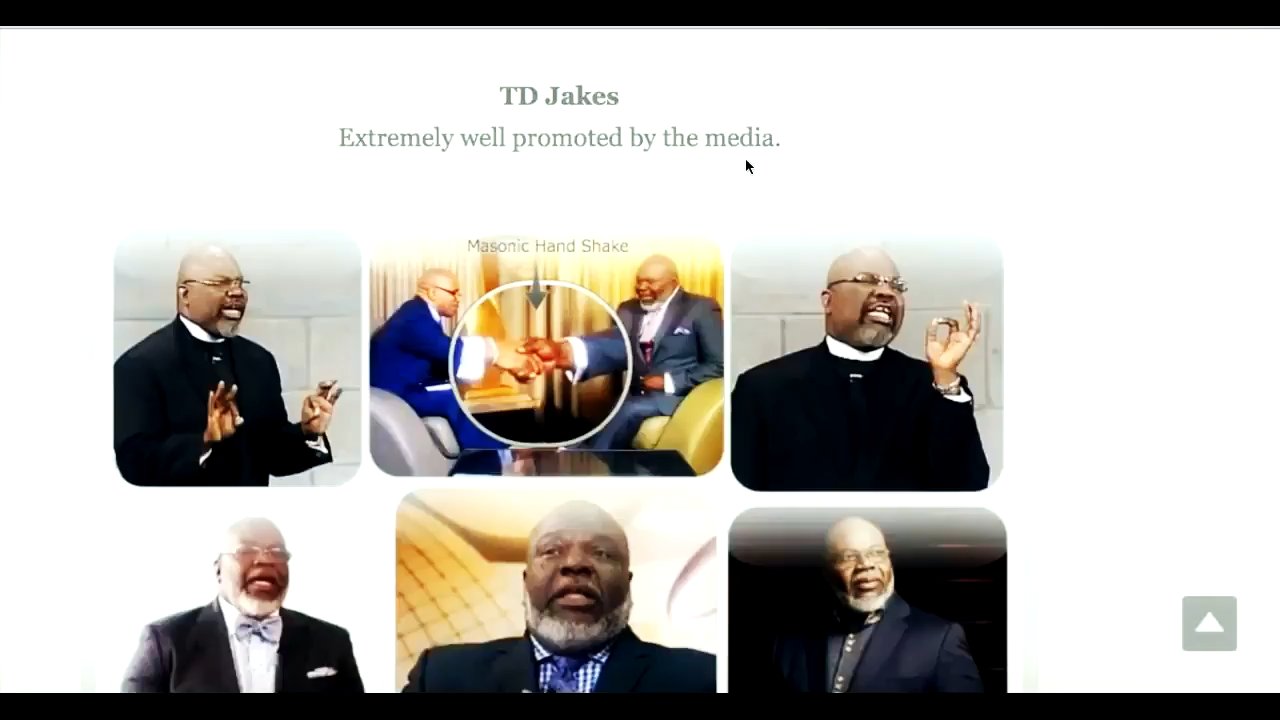 TD Jakes
Extremely well promoted by the media.
Masonic Hand Shake